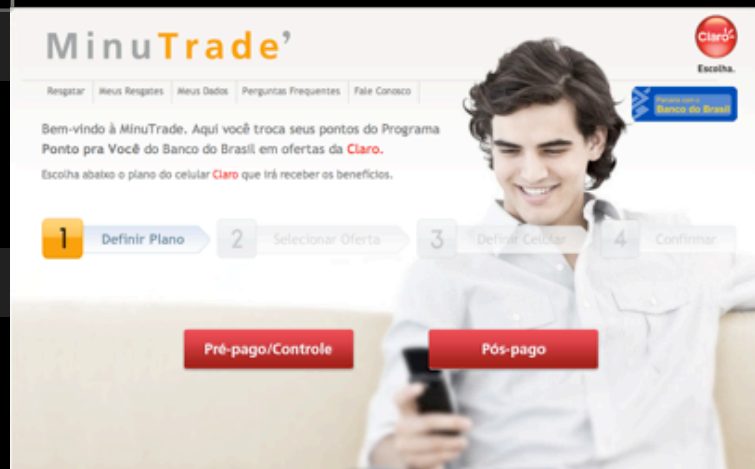 MinuTrade'
Claro
Escolha.
Resgatar Meus Resgates Meus Dados Perguntas Frequentes Fale Conosco
Parceria com o
Banco do Brasil
Bem-vindo à MinuTrade. Aqui você troca seus pontos do Programa
Ponto pra Você do Banco do Brasil em ofertas da Claro.
Escolha abaixo o plano do celular Claro que irá receber os benefícios.
1 Definir Plano 2 Selecionar Oferta 3 Definir Celular 4 Confirmar
Pré-pago/Controle Pós-pago